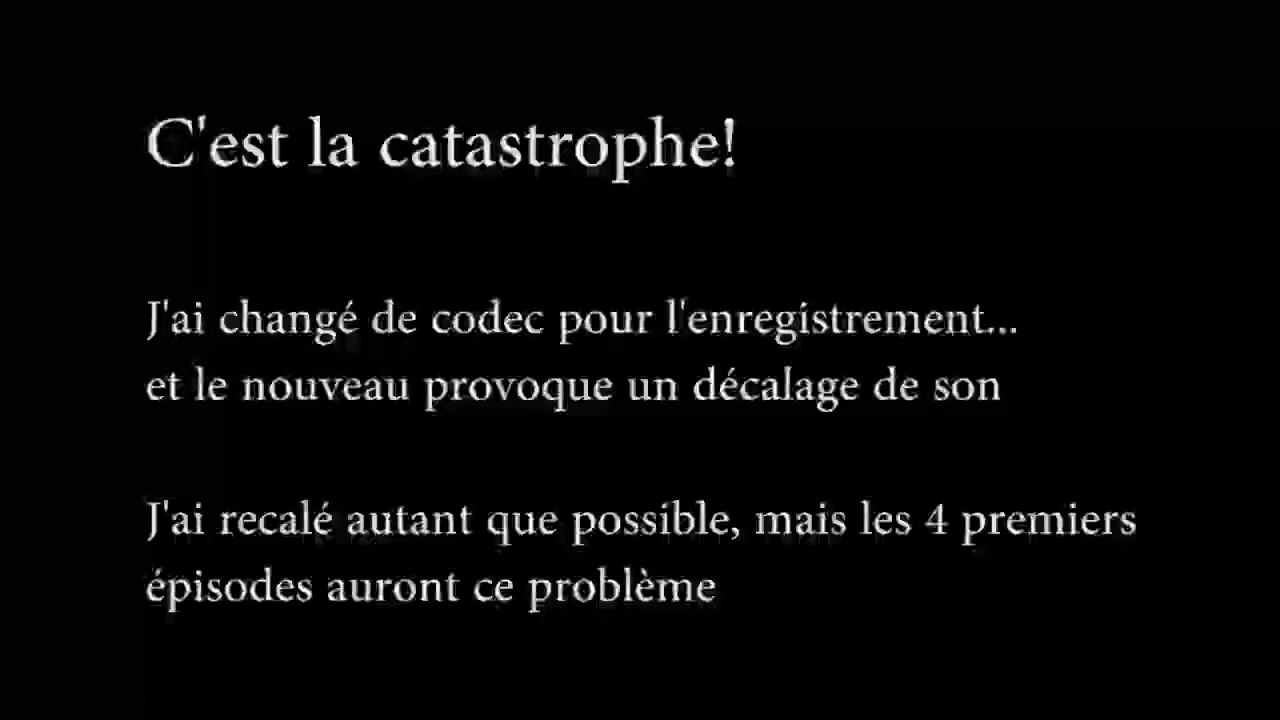 C'est la catastrophe!
J'ai changé de codec pour l'enregistrement...
et le nouveau provoque un décalage de son
J'ai recalé autant que possible, mais les 4 premiers
épisodes auront ce problème